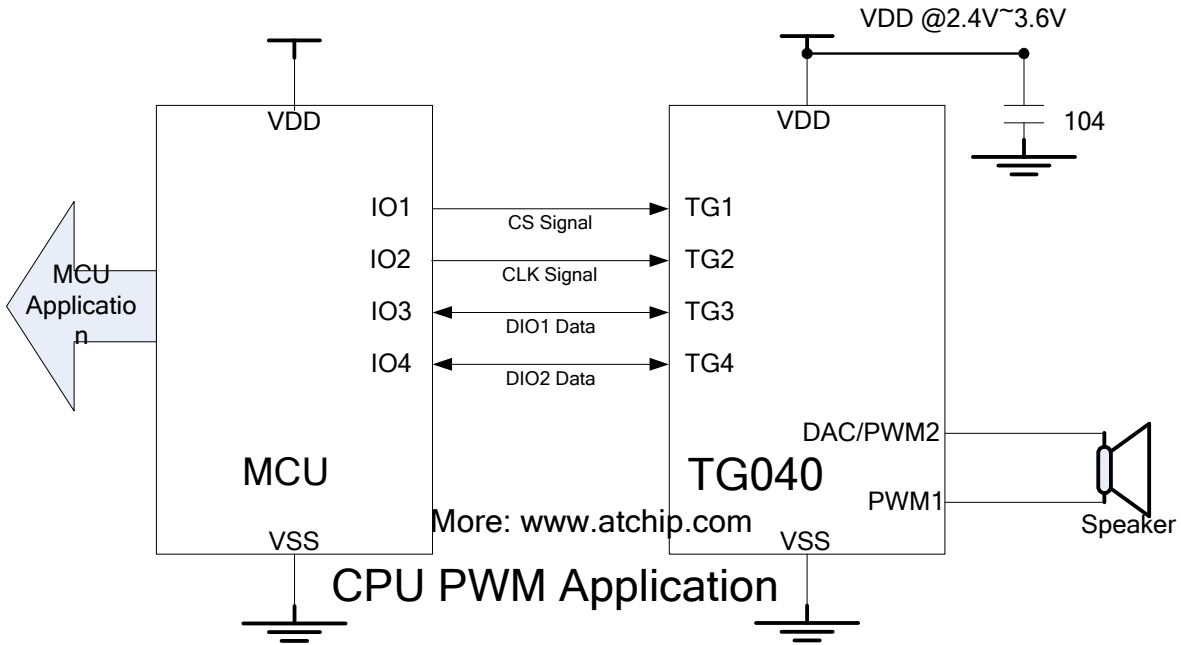 VDD @2.4V~3.6V
VDD
VDD
104
IO1
CS Signal
TG1
IO2
CLK Signal
TG2
MCU
Applicatio
n
IO3
DIO1 Data
TG3
IO4
DIO2 Data
TG4
DAC/PWM2
MCU
TG040
PWM1
More: www.atchip.com
Speaker
VSS
VSS
CPU PWM Application